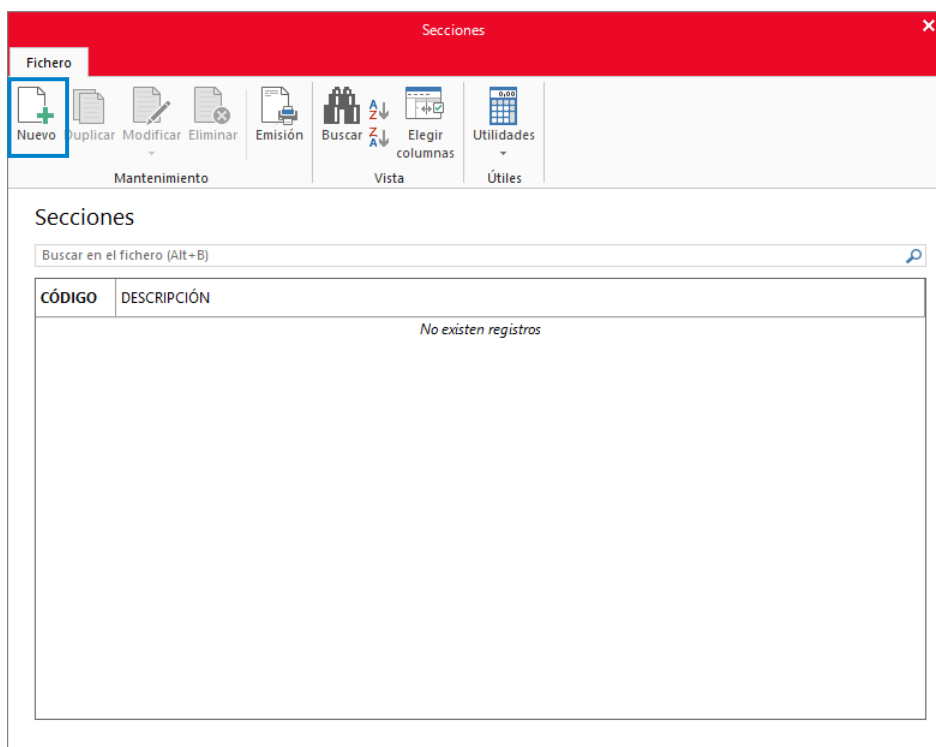 Secciones
Fichero
Nuevo Duplicar Modificar Eliminar Emisión Buscar Elegir columnas Utilidades
Mantenimiento Vista Útiles
Secciones
Buscar en el fichero (Alt+B)
CÓDIGO DESCRIPCIÓN
No existen registros